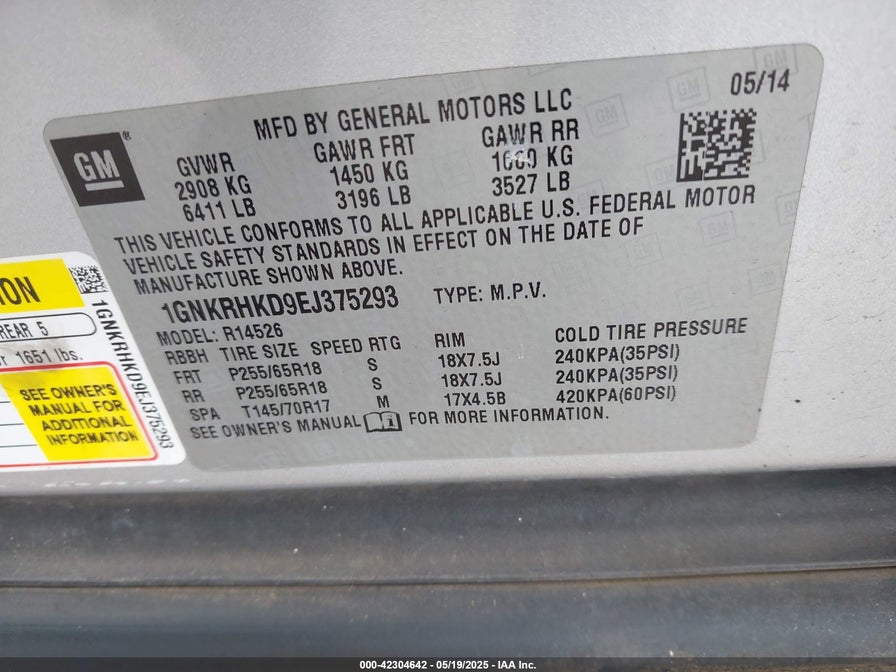 05/14
MFD BY GENERAL MOTORS LLC
GM
®
GVWR GAWR FRT GAWR RR
2908 KG 1450 KG 1600 KG
6411 LB 3196 LB 3527 LB
THIS VEHICLE CONFORMS TO ALL APPLICABLE U.S. FEDERAL MOTOR
VEHICLE SAFETY STANDARDS IN EFFECT ON THE DATE OF
MANUFACTURE SHOWN ABOVE.
1GNKRHKD9EJ375293 TYPE: M.P.V.
MODEL: R14526
RBBH TIRE SIZE SPEED RTG RIM COLD TIRE PRESSURE
FRT P255/65R18 S 18X7.5J 240KPA(35PSI)
RR P255/65R18 S 18X7.5J 240KPA(35PSI)
SPA T145/70R17 M 17X4.5B 420KPA(60PSI)
SEE OWNER'S MANUAL i FOR MORE INFORMATION.
REAR 5
1651 lbs.
SEE OWNER'S
MANUAL FOR
ADDITIONAL
INFORMATION
1GNKRHKD9EJ375293
000-42304642 - 05/19/2025 - IAA Inc.